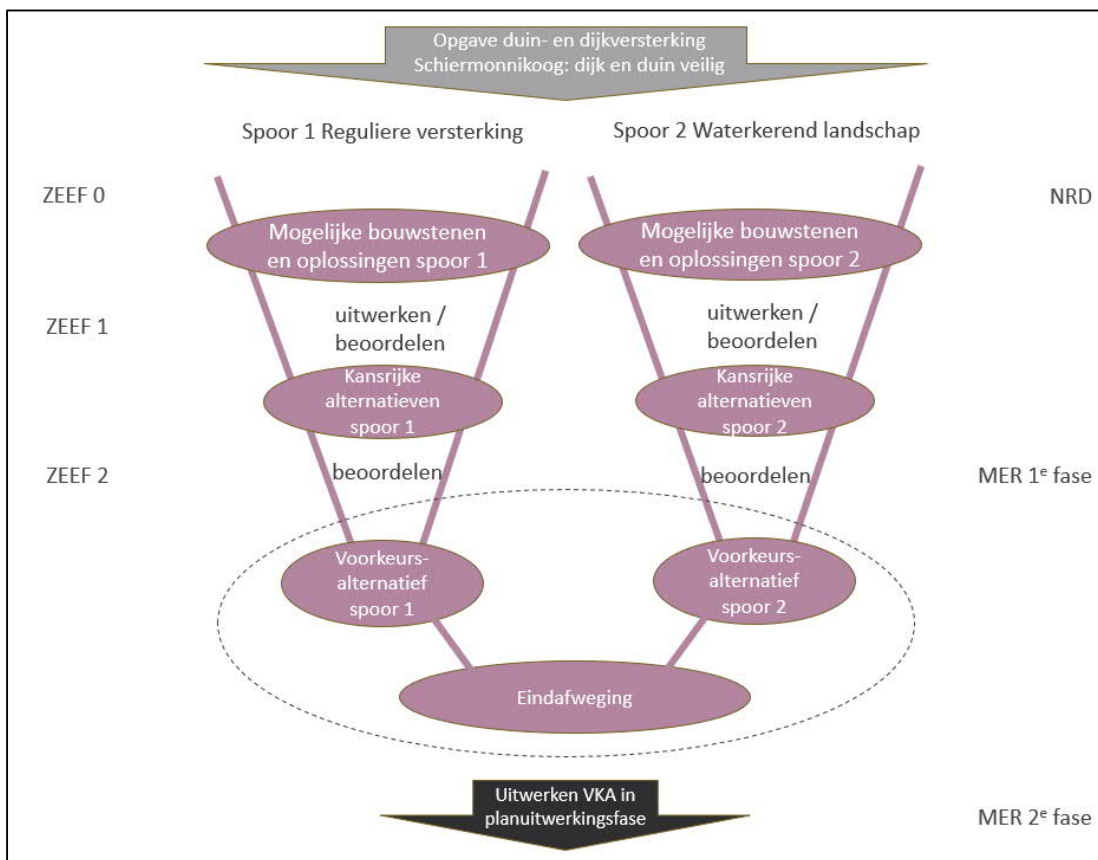 Opgave duin- en dijkversterking
Schiermonnikoog: dijk en duin veilig
Spoor 1 Reguliere versterking
Spoor 2 Waterkerend landschap
ZEEF 0
NRD
Mogelijke bouwstenen
en oplossingen spoor 1
Mogelijke bouwstenen
en oplossingen spoor 2
ZEEF 1
uitwerken /
beoordelen
uitwerken /
beoordelen
Kansrijke
alternatieven
spoor 1
Kansrijke
alternatieven
spoor 2
ZEEF 2
beoordelen
beoordelen
MER 1e fase
Voorkeurs-
alternatief
spoor 1
Voorkeurs-
alternatief
spoor 2
Eindafweging
Uitwerken VKA in
planuitwerkingsfase
MER 2e fase